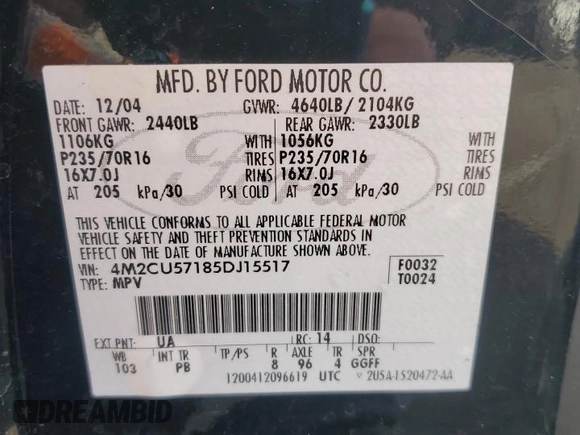 MFD. BY FORD MOTOR CO.
DATE: 12/04 GVWR: 4640LB/2104KG
FRONT GAWR: 2440LB REAR GAWR: 2330LB
1106KG WITH 1056KG WITH
P235/70R16 TIRES P235/70R16 TIRES
16X7.0J RIMS 16X7.0J RIMS
AT 205 kPa/30 PSI COLD AT 205 kPa/30 PSI COLD
Ford
THIS VEHICLE CONFORMS TO ALL APPLICABLE FEDERAL MOTOR
VEHICLE SAFETY AND THEFT PREVENTION STANDARDS IN
EFFECT ON THE DATE OF MANUFACTURE SHOWN ABOVE.
VIN: 4M2CU57185DJ15517 F0032
TYPE: MPV T0024
EXT PNT: UA RC: 14 DSO:
WB INT TR TP/PS R AXLE TR SPR
103 PB 8 96 4 GGFF
1200412096619 UTC 2U5A-1520472-AA
DREAMBID